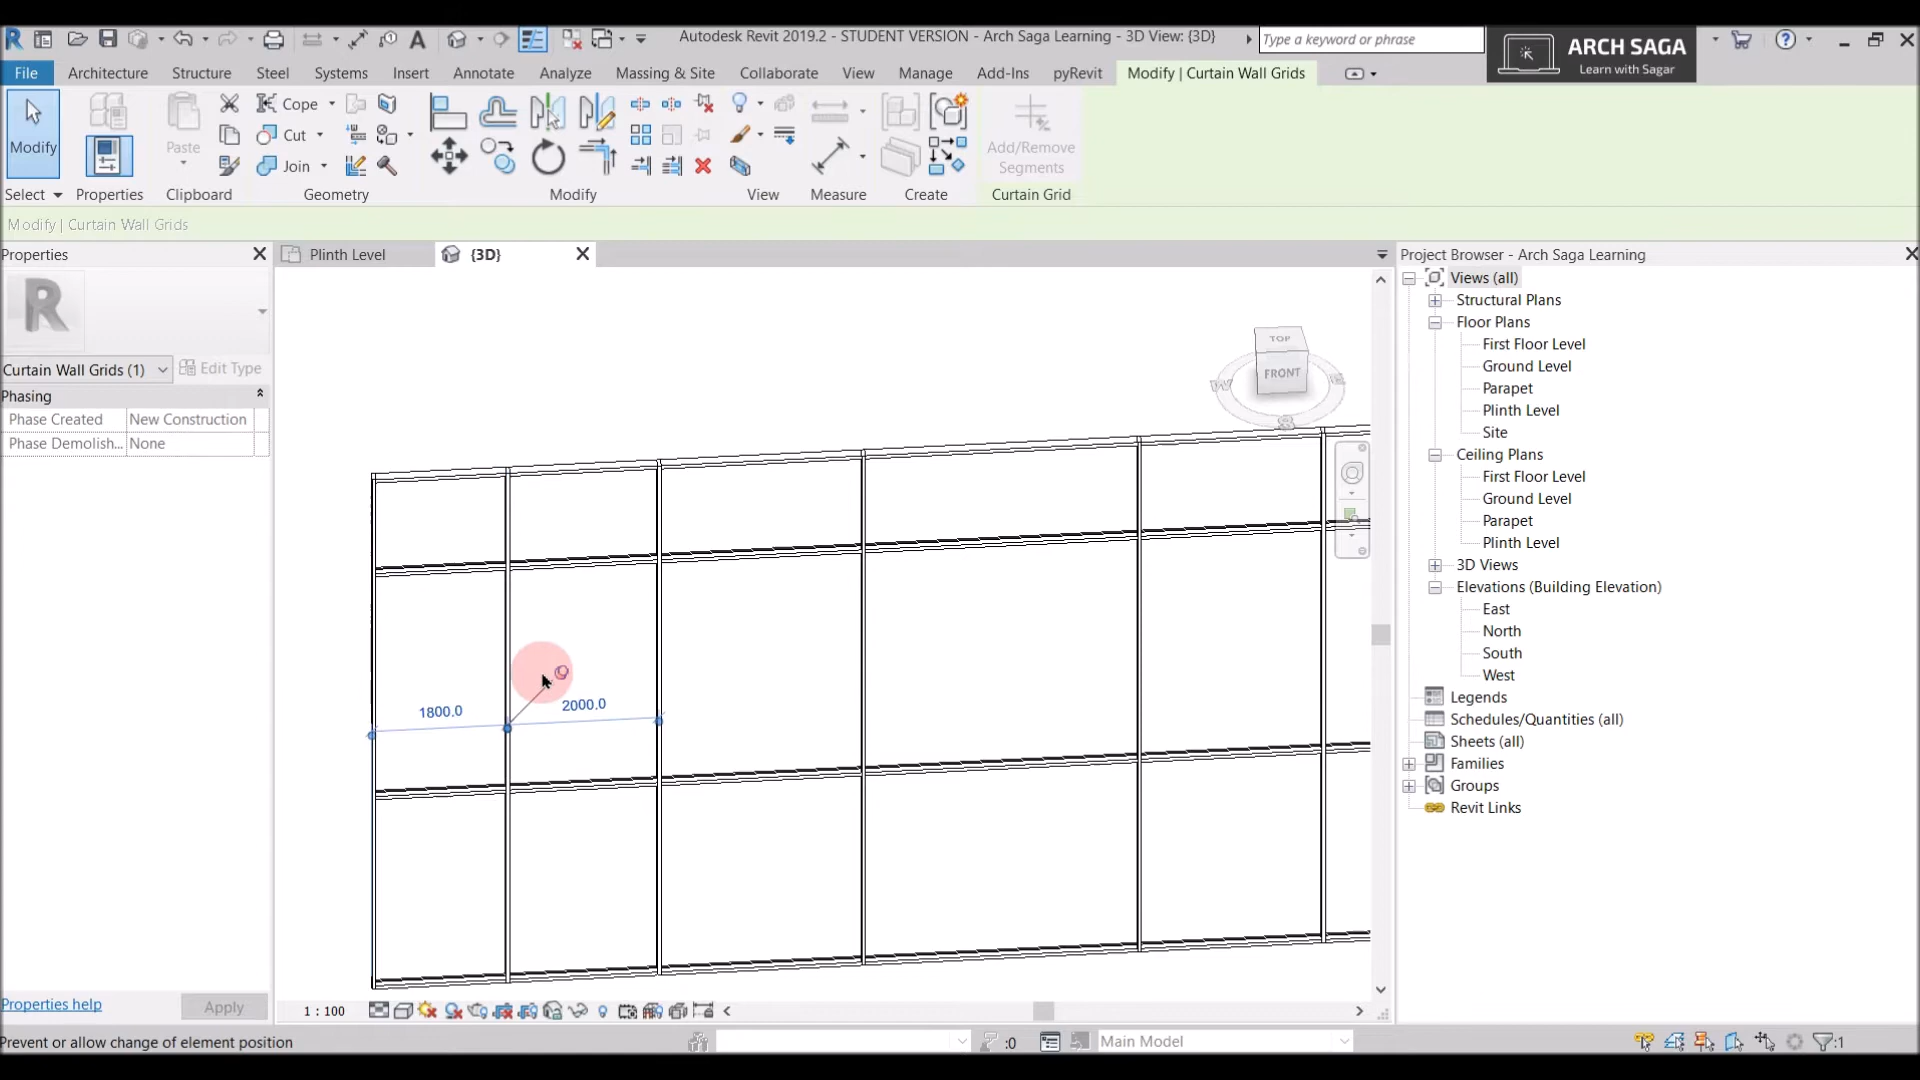 Autodesk Revit 2019.2 - STUDENT VERSION - Arch Saga Learning - 3D View: {3D}
Type a keyword or phrase
ARCH SAGA
Learn with Sagar
File Architecture Structure Steel Systems Insert Annotate Analyze Massing & Site Collaborate View Manage Add-Ins pyRevit Modify | Curtain Wall Grids
Modify
Paste
Cope
Cut
Join
Add/Remove
Segments
Select Properties Clipboard Geometry Modify View Measure Create Curtain Grid
Modify | Curtain Wall Grids
Properties
Plinth Level
{3D}
Project Browser - Arch Saga Learning
R
Curtain Wall Grids (1)
Edit Type
Phasing
Phase Created New Construction
Phase Demolish... None
TOP
FRONT
W
S
1800.0
2000.0
Views (all)
Structural Plans
Floor Plans
First Floor Level
Ground Level
Parapet
Plinth Level
Site
Ceiling Plans
First Floor Level
Ground Level
Parapet
Plinth Level
3D Views
Elevations (Building Elevation)
East
North
South
West
Legends
Schedules/Quantities (all)
Sheets (all)
Families
Groups
Revit Links
Properties help
Apply
1 : 100
Prevent or allow change of element position
:0
Main Model
:1